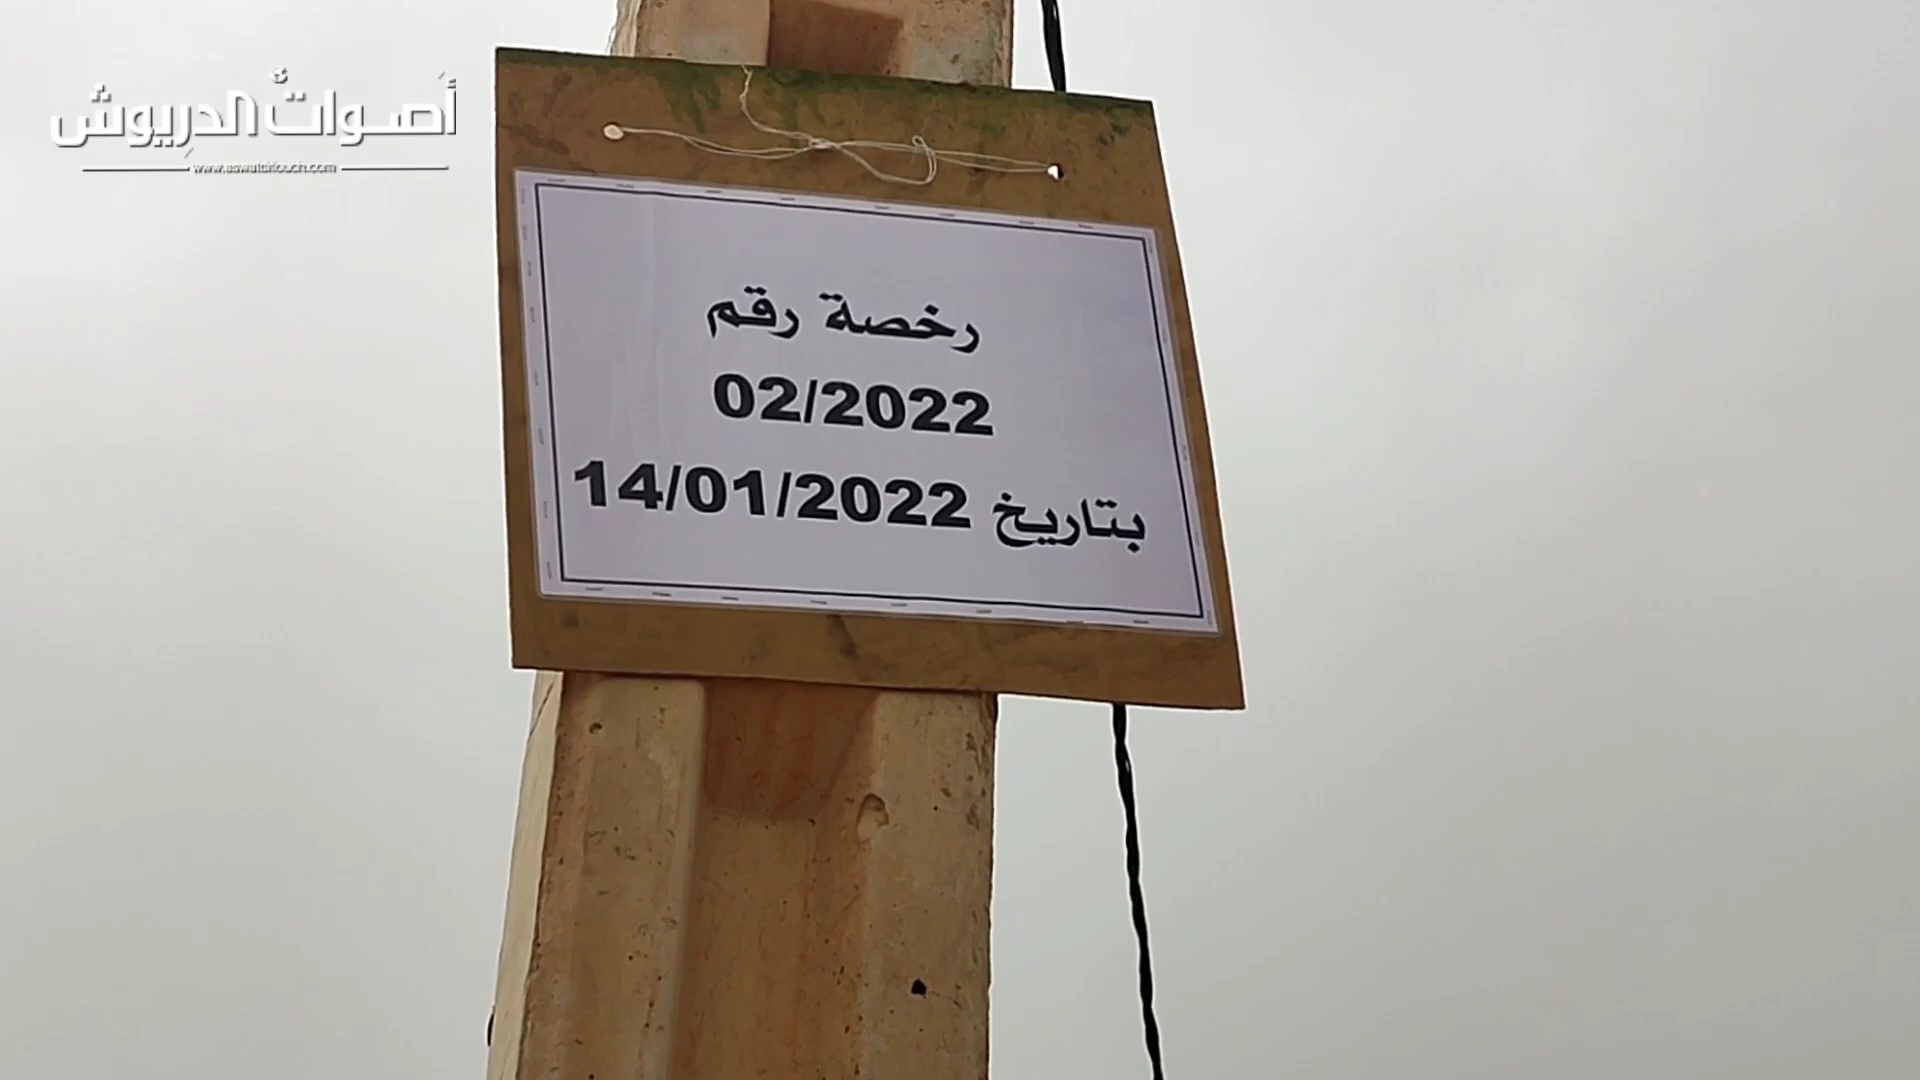 أصوات الدريوش
www.aswatdriouch.com
رخصة رقم
02/2022
بتاريخ 14/01/2022